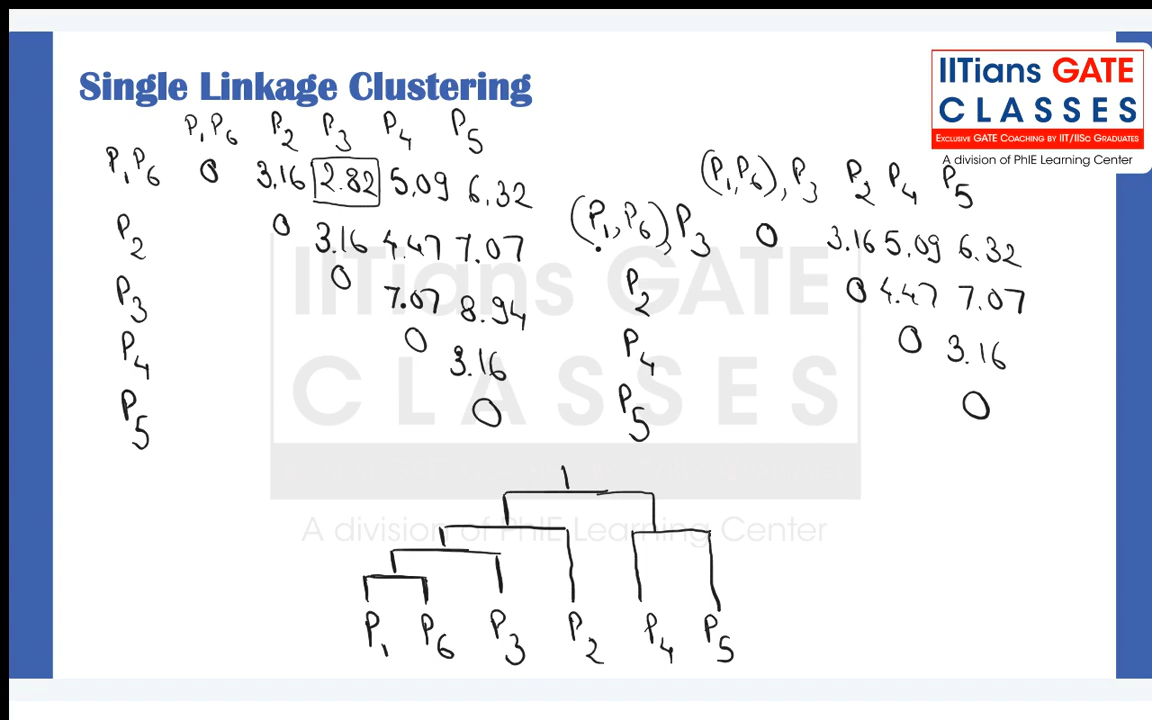 Single Linkage Clustering
IITians GATE
CLASSES
EXCLUSIVE GATE COACHING BY IIT/IISc GRADUATES
A division of PhIE Learning Center
P1P6 P2 P3 P4 P5
P1P6 0 3.16 2.82 5.09 6.32
P2 0 3.16 4.47 7.07
P3 0 7.07 8.94
P4 0 3.16
P5 0
(P1,P6),P3 P2 P4 P5
(P1,P6),P3 0 3.16 5.09 6.32
P2 0 4.47 7.07
P4 0 3.16
P5 0
IITians GATE
CLASSES
A division of PhIE Learning Center
P1 P6 P3 P2 P4 P5